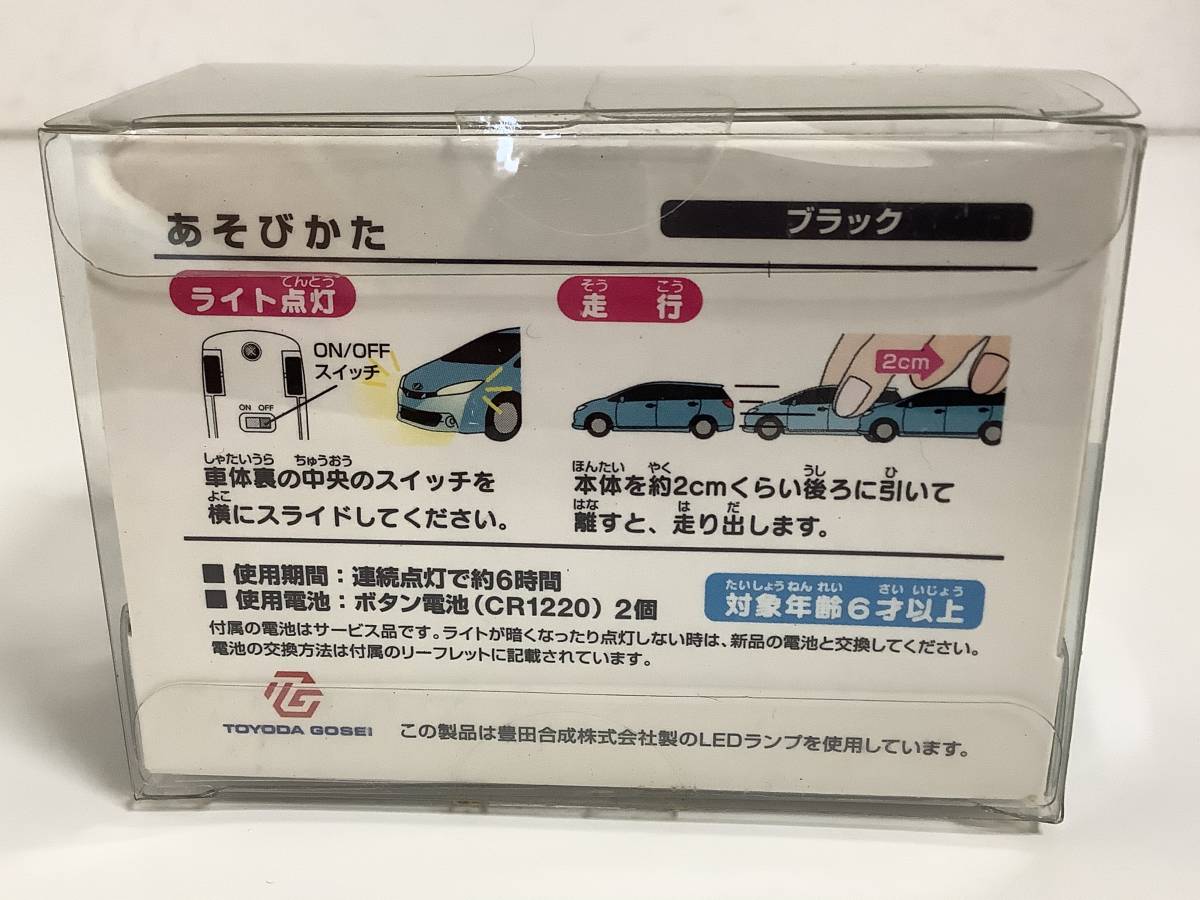 あそびかた
ブラック
てんとう
ライト点灯
ON/OFF
スイッチ
ON OFF
しゃたいうら ちゅうおう
車体裏の中央のスイッチを
よこ
横にスライドしてください。
そう こう
走行
2cm
ほんたい やく うし ひ
本体を約2cmくらい後ろに引いて
はな は だ
離すと、走り出します。
■使用期間：連続点灯で約6時間
■使用電池：ボタン電池（CR1220）2個
たいしょうねんれい さいいじょう
対象年齢6才以上
付属の電池はサービス品です。ライトが暗くなったり点灯しない時は、新品の電池と交換してください。
電池の交換方法は付属のリーフレットに記載されています。
TG
TOYODA GOSEI
この製品は豊田合成株式会社製のLEDランプを使用しています。